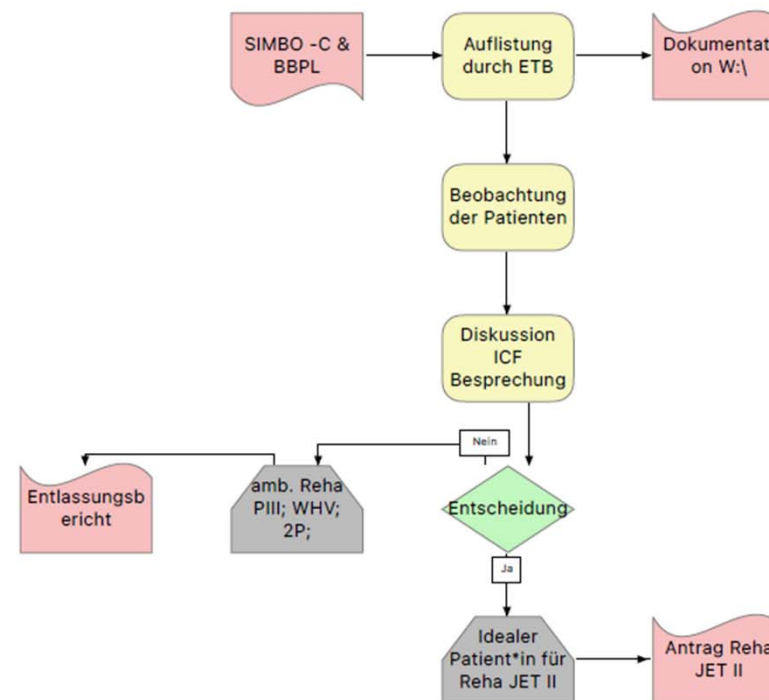 SIMBO -C &
BBPL
Auflistung
durch ETB
Dokumentat
on W:\
Beobachtung
der Patienten
Diskussion
ICF
Besprechung
Nein
Entlassungsb
ericht
amb. Reha
PIII; WHV;
2P;
Entscheidung
Ja
Idealer
Patient*in für
Reha JET II
Antrag Reha
JET II